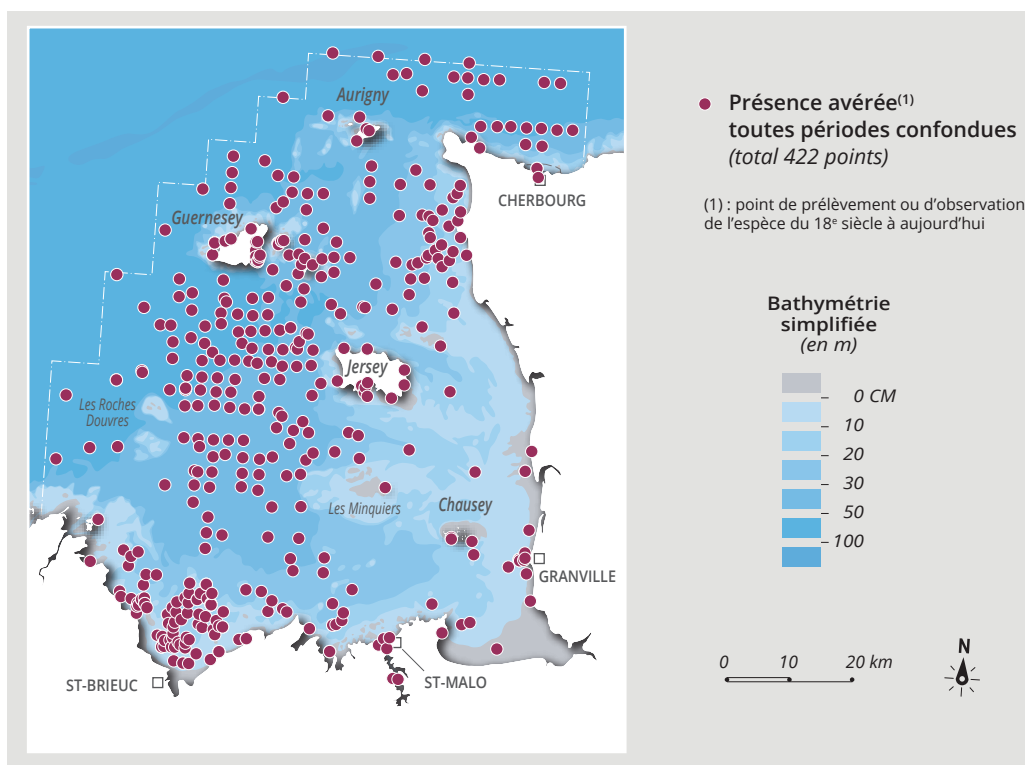 Aurigny
CHERBOURG
Guernesey
Jersey
Les Roches
Douvres
Les Minquiers
Chausey
GRANVILLE
ST-BRIEUC
ST-MALO
Présence avérée(1)
toutes périodes confondues
(total 422 points)
(1) : point de prélèvement ou d'observation
de l'espèce du 18e siècle à aujourd'hui
Bathymétrie
simplifiée
(en m)
0 CM
10
20
30
50
100
0 10 20 km
N